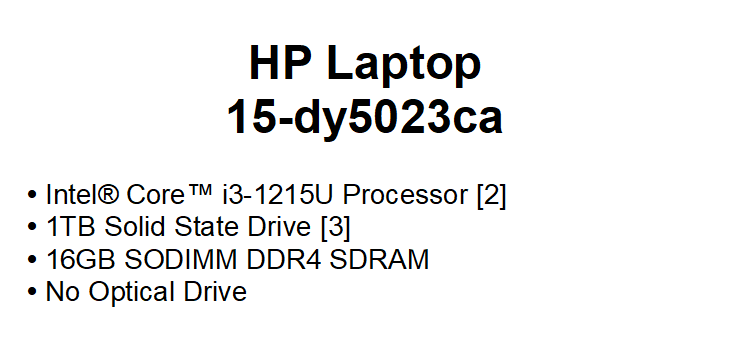 HP Laptop
15-dy5023ca
• Intel® Core™ i3-1215U Processor [2]
• 1TB Solid State Drive [3]
• 16GB SODIMM DDR4 SDRAM
• No Optical Drive